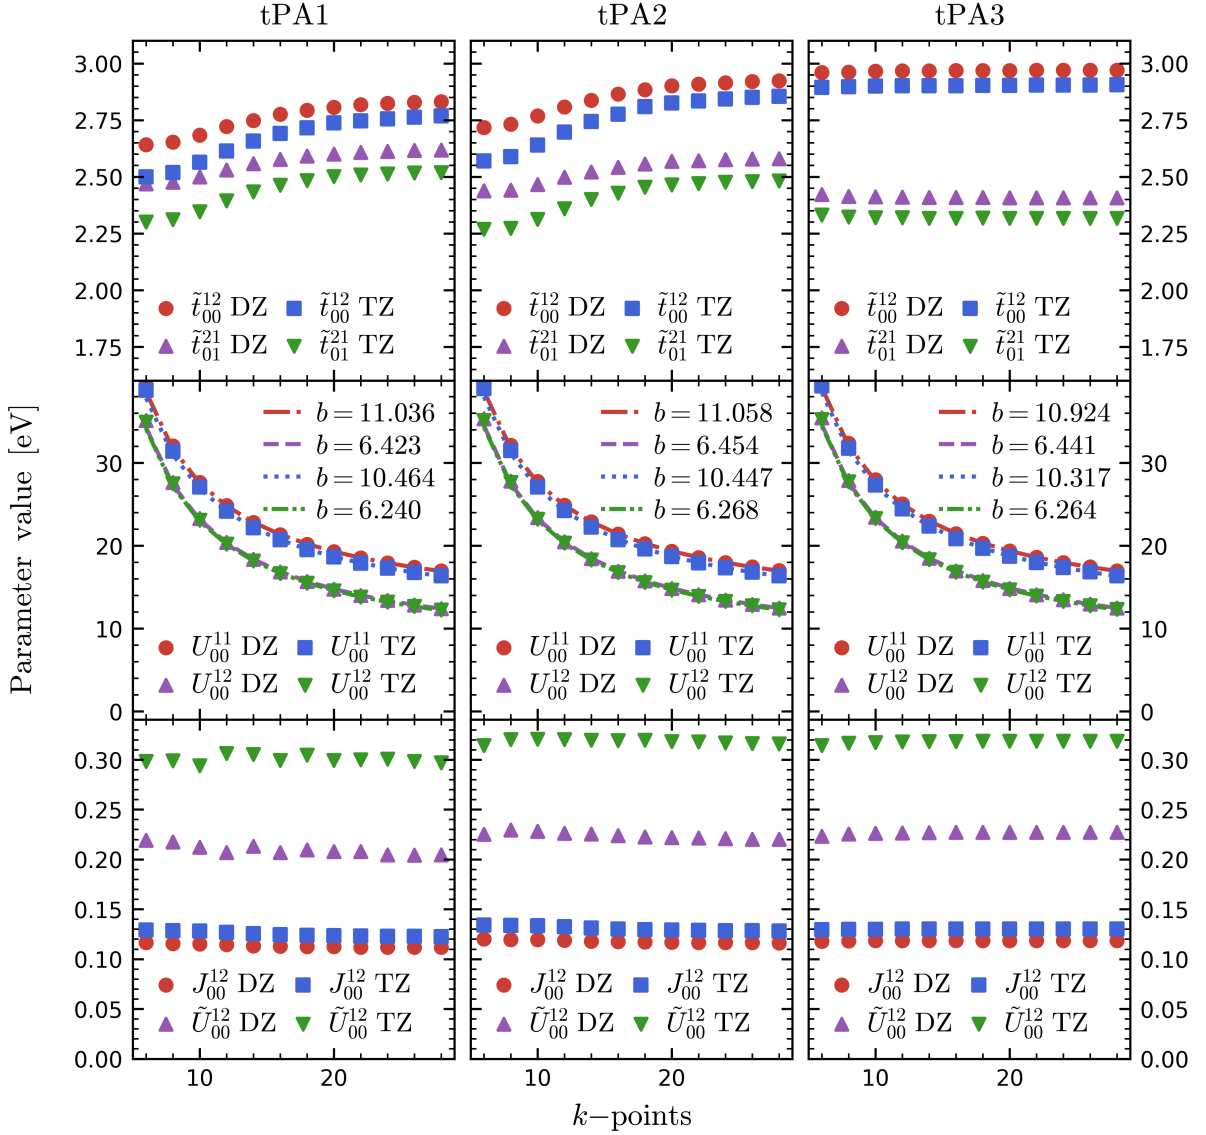 tPA1 tPA2 tPA3
3.00 3.00
2.75 2.75
2.50 2.50
2.25 2.25
2.00 2.00
1.75 1.75
t̃₀₀¹² DZ t̃₀₀¹² TZ t̃₀₀¹² DZ t̃₀₀¹² TZ t̃₀₀¹² DZ t̃₀₀¹² TZ
t̃₀₁²¹ DZ t̃₀₁²¹ TZ t̃₀₁²¹ DZ t̃₀₁²¹ TZ t̃₀₁²¹ DZ t̃₀₁²¹ TZ
Parameter value [eV]
b = 11.036 b = 11.058 b = 10.924
b = 6.423 b = 6.454 b = 6.441
b = 10.464 b = 10.447 b = 10.317
b = 6.240 b = 6.268 b = 6.264
30 30
20 20
10 10
0 0
U₀₀¹¹ DZ U₀₀¹¹ TZ U₀₀¹¹ DZ U₀₀¹¹ TZ U₀₀¹¹ DZ U₀₀¹¹ TZ
U₀₀¹² DZ U₀₀¹² TZ U₀₀¹² DZ U₀₀¹² TZ U₀₀¹² DZ U₀₀¹² TZ
0.30 0.30
0.25 0.25
0.20 0.20
0.15 0.15
0.10 0.10
0.05 0.05
0.00 0.00
J₀₀¹² DZ J₀₀¹² TZ J₀₀¹² DZ J₀₀¹² TZ J₀₀¹² DZ J₀₀¹² TZ
Ũ₀₀¹² DZ Ũ₀₀¹² TZ Ũ₀₀¹² DZ Ũ₀₀¹² TZ Ũ₀₀¹² DZ Ũ₀₀¹² TZ
10 20 10 20 10 20
k−points